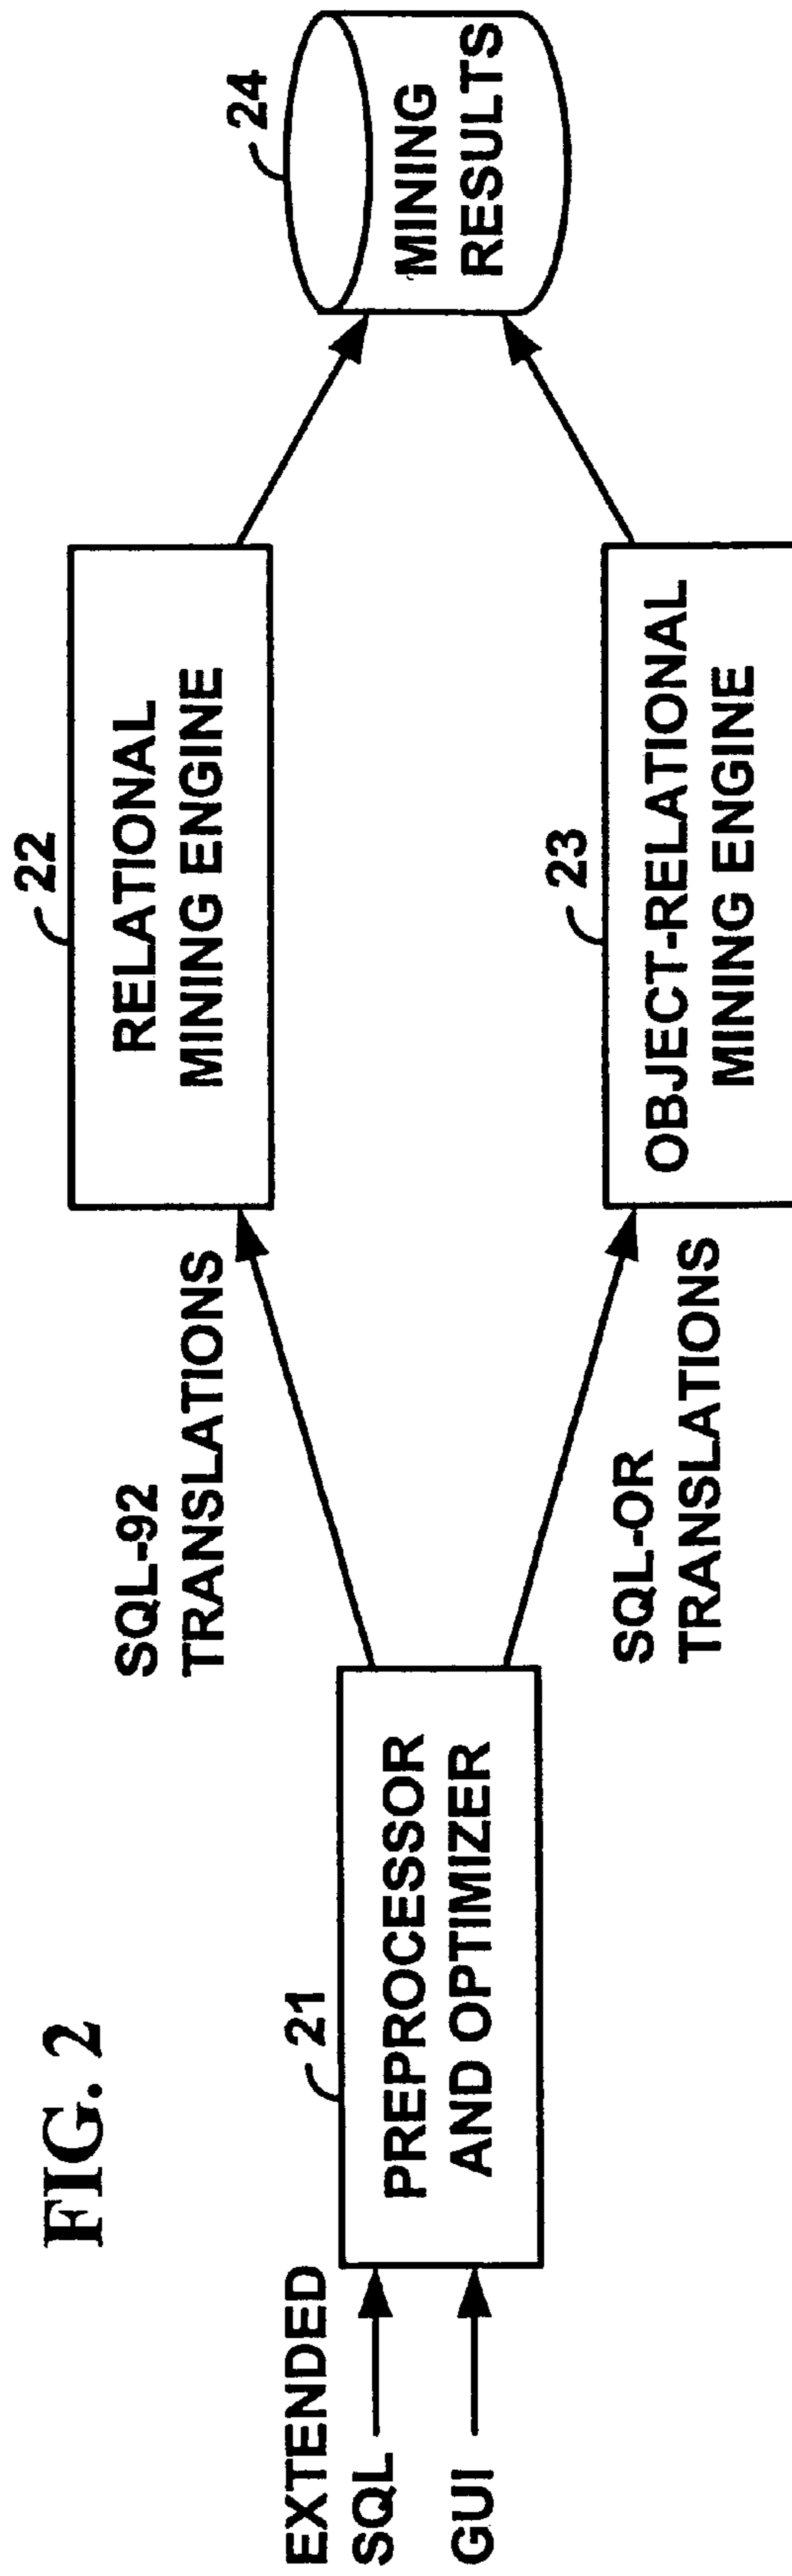 FIG. 2
EXTENDED
SQL
GUI
21
PREPROCESSOR
AND OPTIMIZER
SQL-92
TRANSLATIONS
SQL-OR
TRANSLATIONS
22
RELATIONAL
MINING ENGINE
23
OBJECT-RELATIONAL
MINING ENGINE
24
MINING
RESULTS